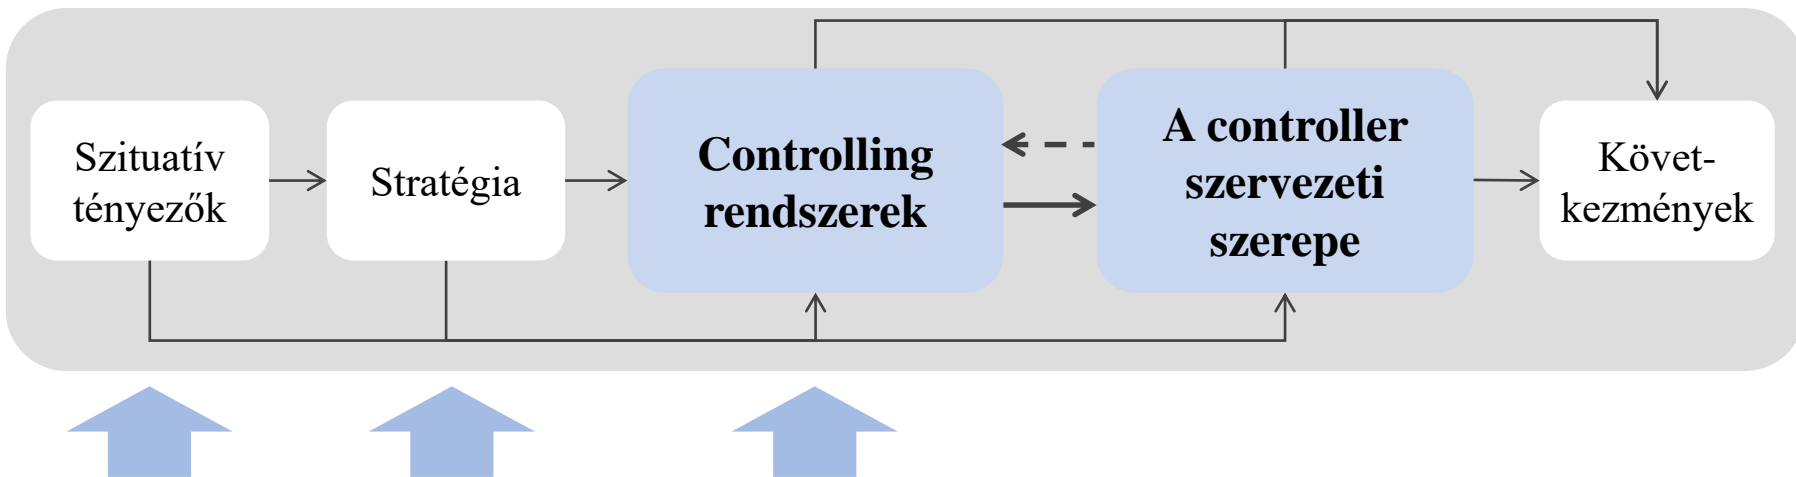 Szituatív
tényezők
Stratégia
Controlling
rendszerek
A controller
szervezeti
szerepe
Követ-
kezmények